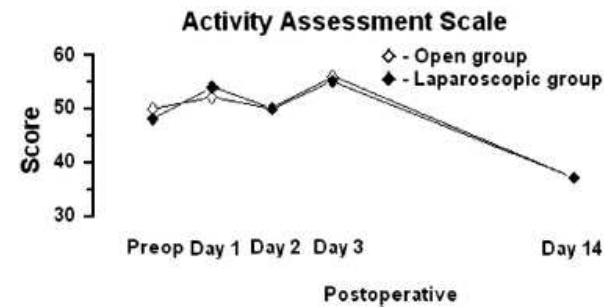 Activity Assessment Scale
◇ - Open group
◆ - Laparoscopic group
Score
60
50
40
30
Preop Day 1 Day 2 Day 3 Day 14
Postoperative